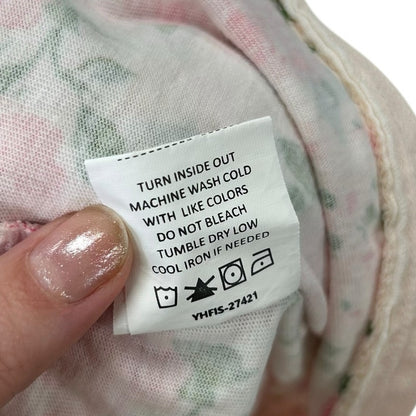 TURN INSIDE OUT
MACHINE WASH COLD
WITH LIKE COLORS
DO NOT BLEACH
TUMBLE DRY LOW
COOL IRON IF NEEDED
YHFIS-27421